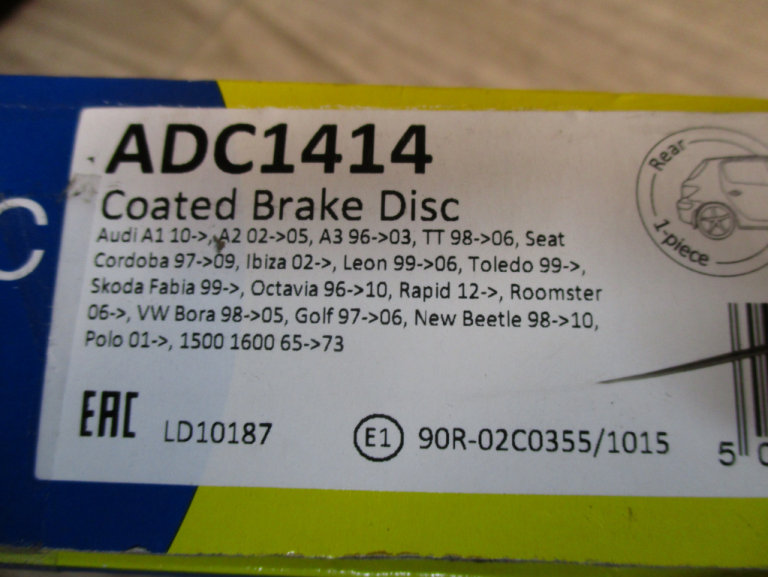 ADC1414
Coated Brake Disc
Audi A1 10->, A2 02->05, A3 96->03, TT 98->06, Seat
Cordoba 97->09, Ibiza 02->, Leon 99->06, Toledo 99->,
Skoda Fabia 99->, Octavia 96->10, Rapid 12->, Roomster
06->, VW Bora 98->05, Golf 97->06, New Beetle 98->10,
Polo 01->, 1500 1600 65->73
EAC LD10187 E1 90R-02C0355/1015
Rear
1-piece
C
5 0